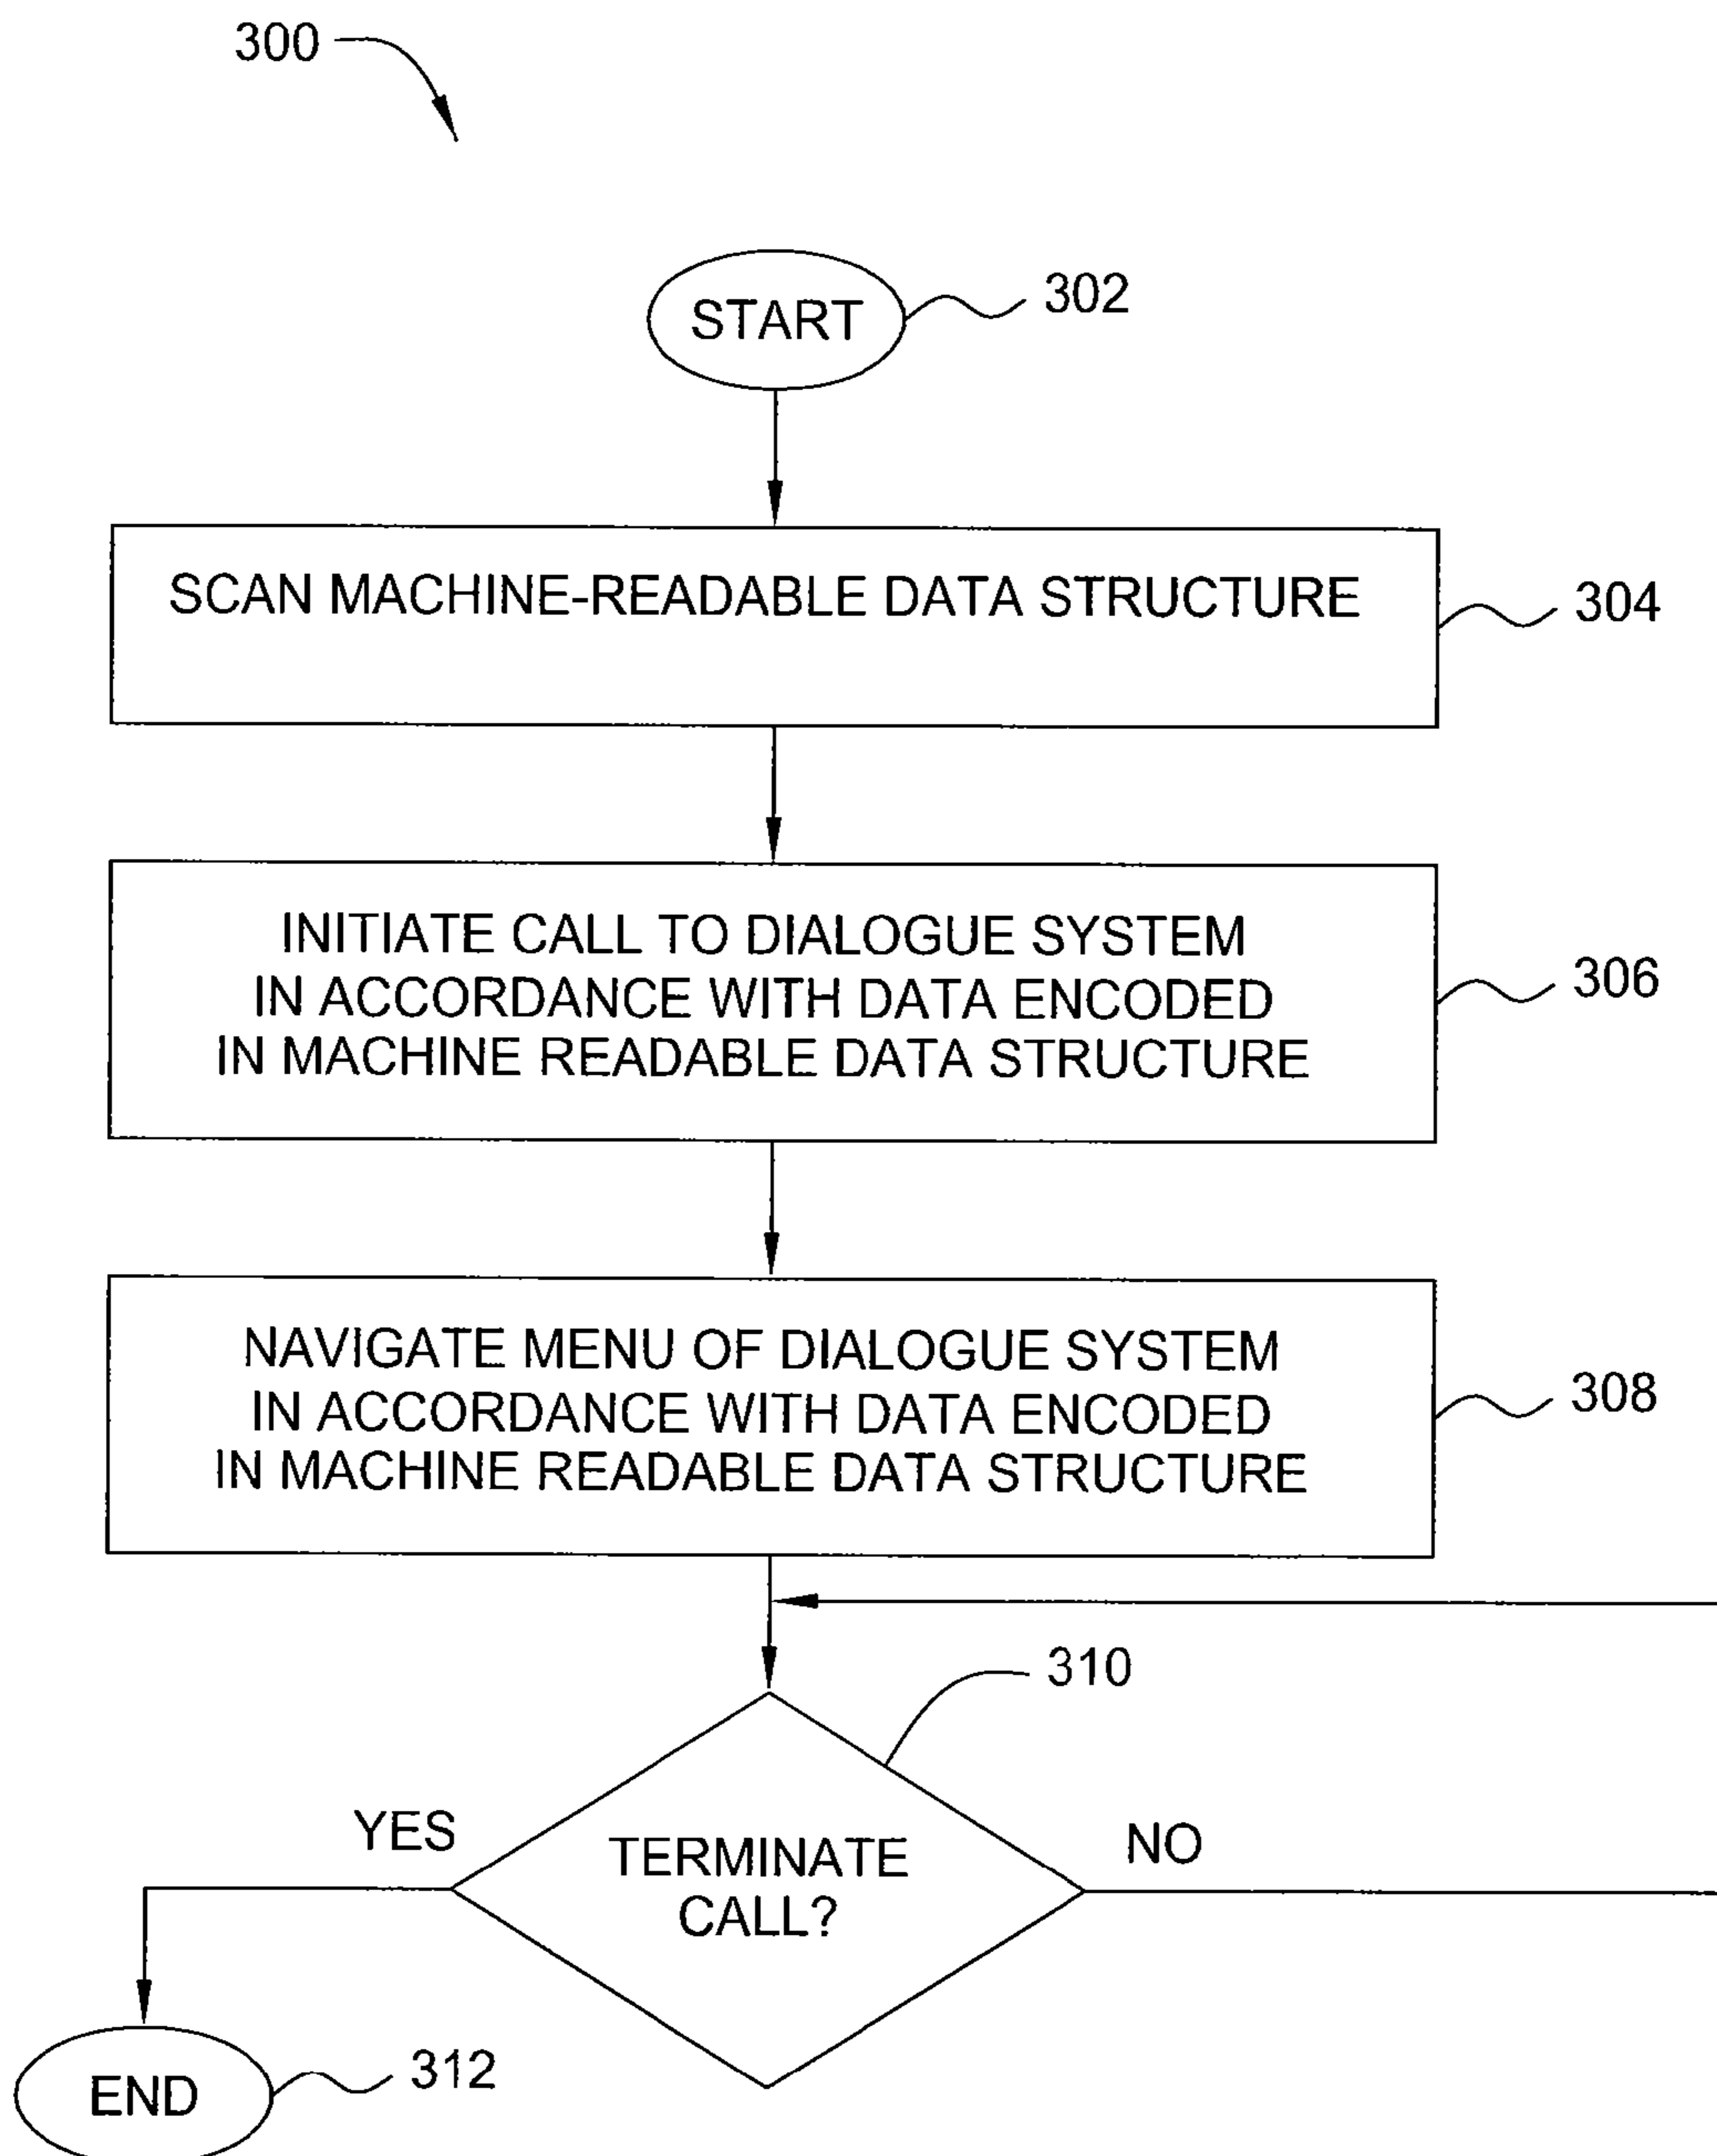 300
START
302
SCAN MACHINE-READABLE DATA STRUCTURE
304
INITIATE CALL TO DIALOGUE SYSTEM
IN ACCORDANCE WITH DATA ENCODED
IN MACHINE READABLE DATA STRUCTURE
306
NAVIGATE MENU OF DIALOGUE SYSTEM
IN ACCORDANCE WITH DATA ENCODED
IN MACHINE READABLE DATA STRUCTURE
308
310
YES
TERMINATE
CALL?
NO
END
312